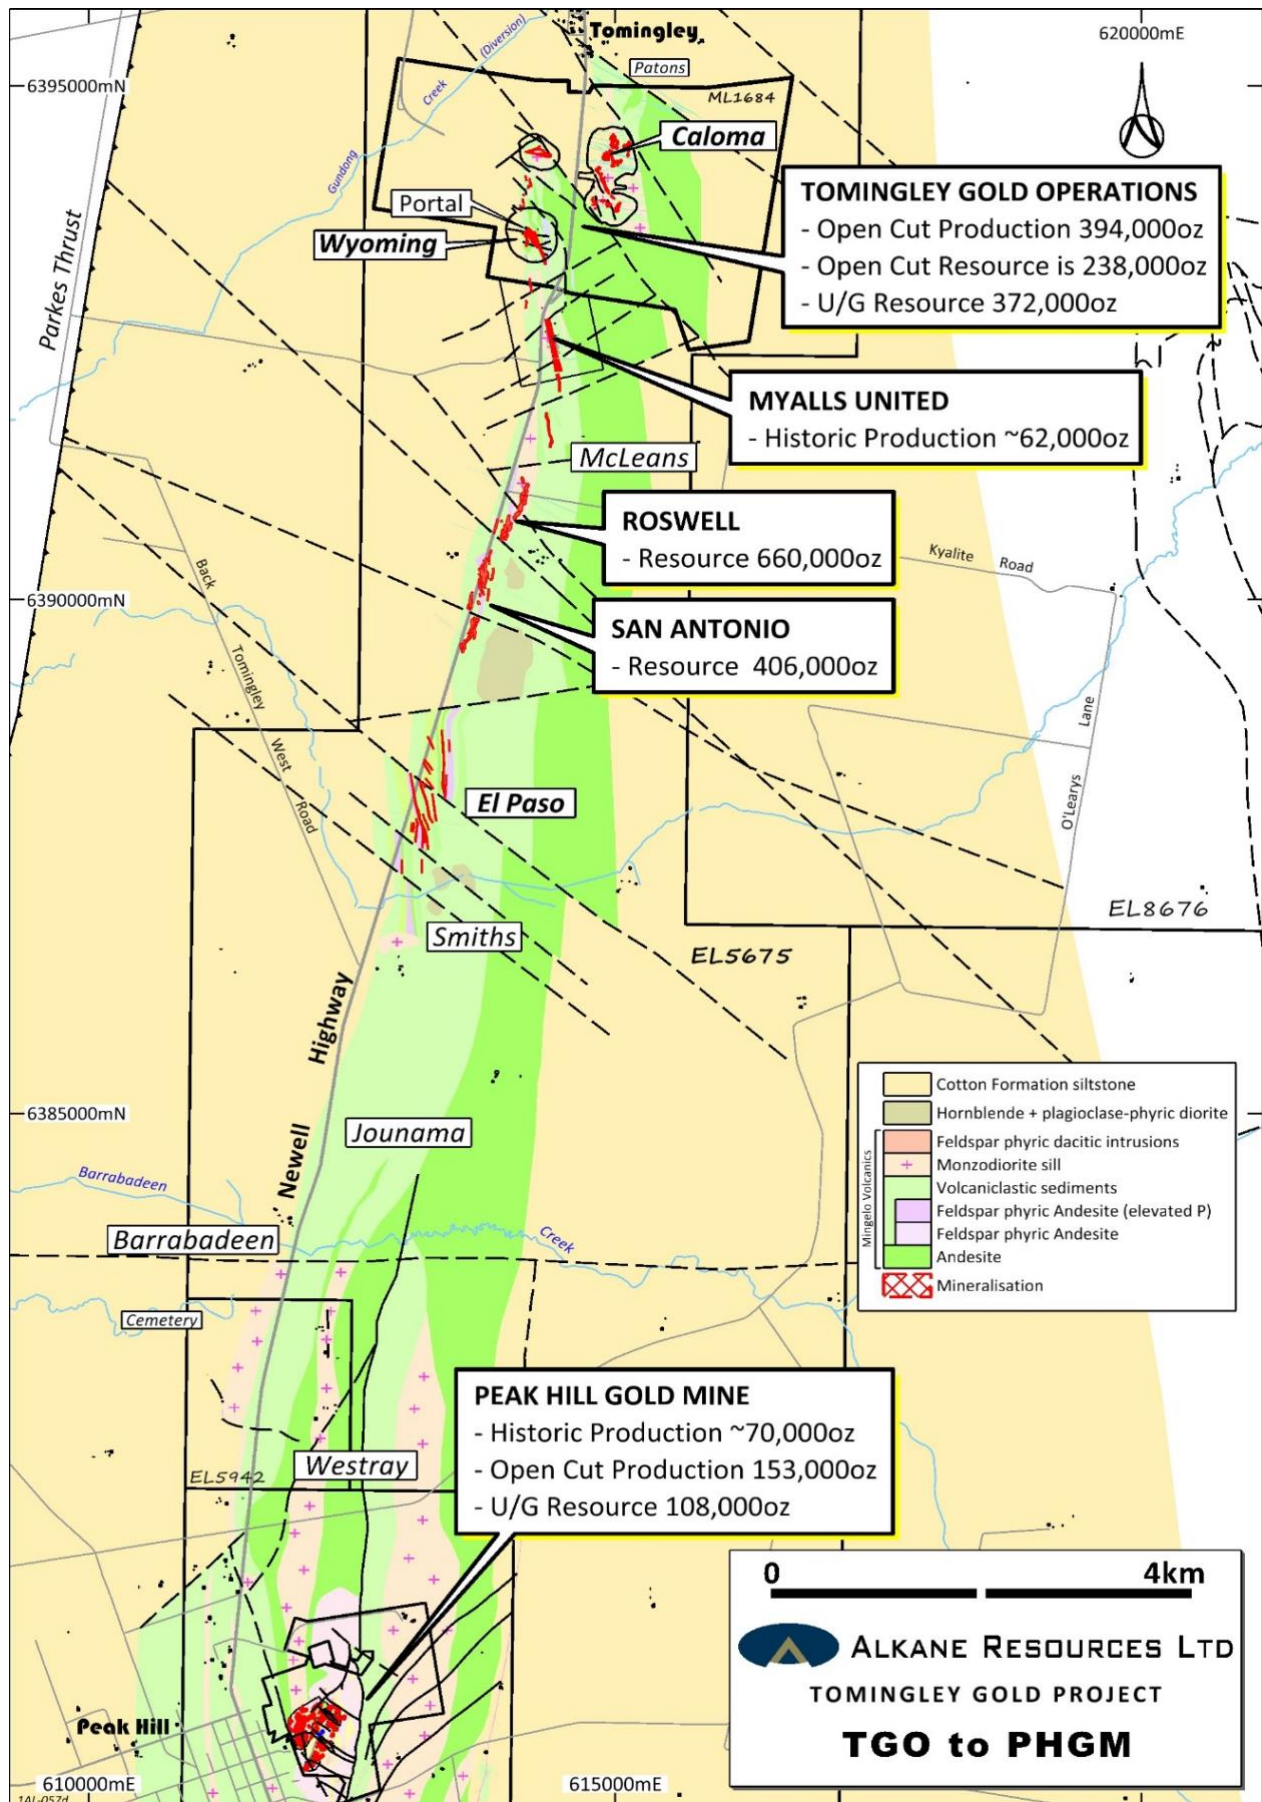 Tomingley
620000mE
6395000mN
Patons
ML1684
Creek
(Diversion)
Gundong
Caloma
Portal
Wyoming
Parkes Thrust
TOMINGLEY GOLD OPERATIONS
- Open Cut Production 394,000oz
- Open Cut Resource is 238,000oz
- U/G Resource 372,000oz
MYALLS UNITED
- Historic Production ~62,000oz
McLeans
ROSWELL
- Resource 660,000oz
Kyalite Road
6390000mN
SAN ANTONIO
- Resource 406,000oz
Back
Tomingley
West
Road
Lane
O'Learys
El Paso
EL8676
Smiths
EL5675
Highway
Newell
6385000mN
Jounama
Barrabadeen
Creek
Barrabadeen
Cemetery
Cotton Formation siltstone
Hornblende + plagioclase-phyric diorite
Mingelo Volcanics
Feldspar phyric dacitic intrusions
Monzodiorite sill
Volcaniclastic sediments
Feldspar phyric Andesite (elevated P)
Feldspar phyric Andesite
Andesite
Mineralisation
PEAK HILL GOLD MINE
- Historic Production ~70,000oz
- Open Cut Production 153,000oz
- U/G Resource 108,000oz
Westray
EL5942
0 4km
ALKANE RESOURCES LTD
TOMINGLEY GOLD PROJECT
TGO to PHGM
Peak Hill
610000mE
615000mE
1AL-057d